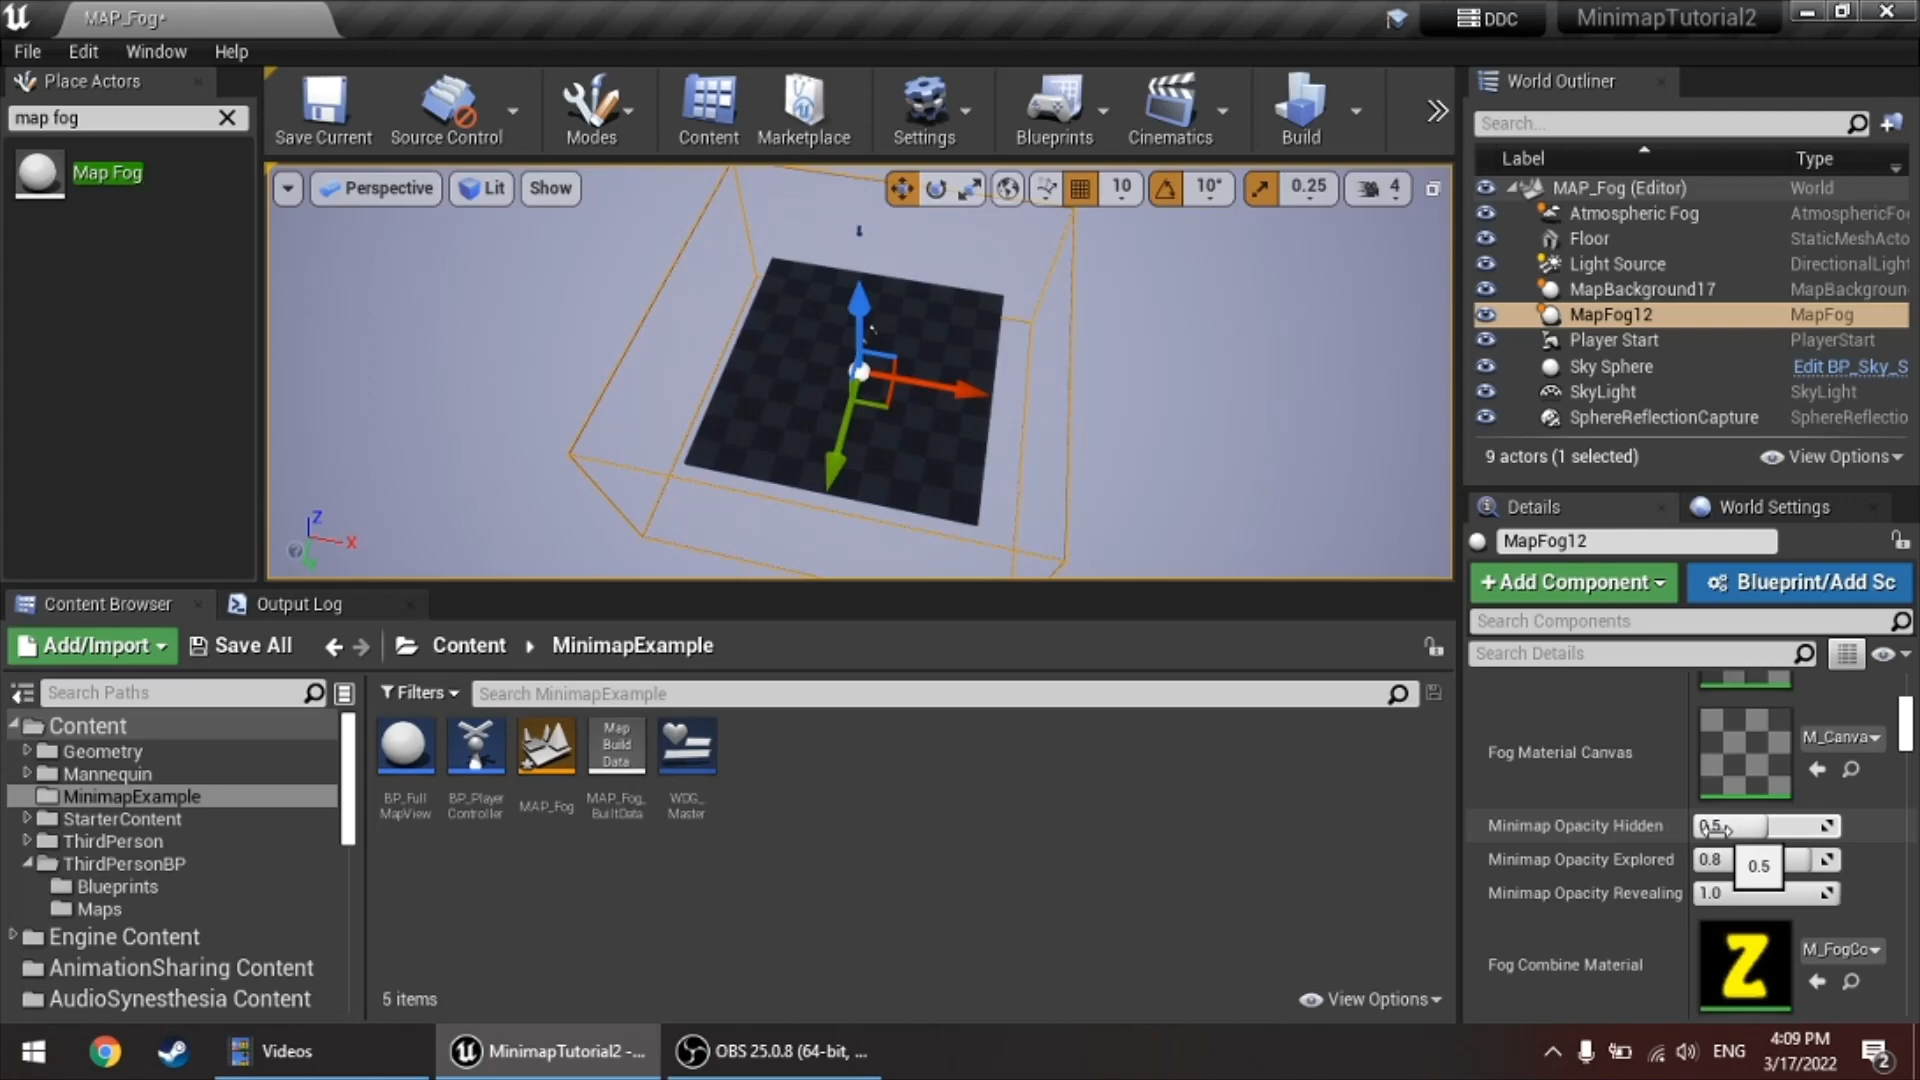 MAP_Fog*
DDC
MinimapTutorial2
File
Edit
Window
Help
Place Actors
map fog
Map Fog
Save Current
Source Control
Modes
Content
Marketplace
Settings
Blueprints
Cinematics
Build
Perspective
Lit
Show
10
10°
0.25
4
Z
X
World Outliner
Search...
Label
Type
MAP_Fog (Editor)
World
Atmospheric Fog
AtmosphericFo
Floor
StaticMeshActo
Light Source
DirectionalLight
MapBackground17
MapBackgroun
MapFog12
MapFog
Player Start
PlayerStart
Sky Sphere
Edit BP_Sky_S
SkyLight
SkyLight
SphereReflectionCapture
SphereReflectio
9 actors (1 selected)
View Options
Details
World Settings
MapFog12
+Add Component
Blueprint/Add Sc
Search Components
Search Details
Fog Material Canvas
M_Canva
Minimap Opacity Hidden
0.5
Minimap Opacity Explored
0.8
0.5
Minimap Opacity Revealing
1.0
Fog Combine Material
Z
M_FogCo
Content Browser
Output Log
Add/Import
Save All
Content
MinimapExample
Search Paths
Filters
Search MinimapExample
Content
Geometry
Mannequin
MinimapExample
StarterContent
ThirdPerson
ThirdPersonBP
Blueprints
Maps
Engine Content
AnimationSharing Content
AudioSynesthesia Content
Map
Build
Data
BP_Full
MapView
BP_Player
Controller
MAP_Fog
MAP_Fog_
BuiltData
WDG_
Master
5 items
View Options
Videos
MinimapTutorial2 -...
OBS 25.0.8 (64-bit, ...
ENG
4:09 PM
3/17/2022
2